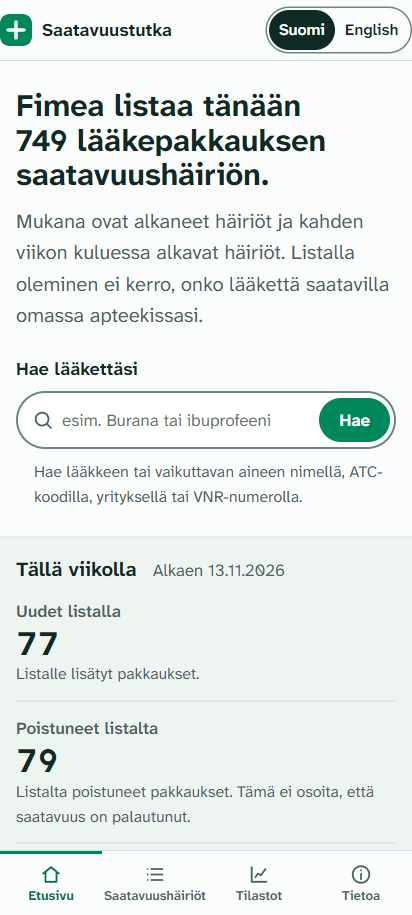 Saatavuustutka
Suomi
English
Fimea listaa tänään
749 lääkepakkauksen
saatavuushäiriön.
Mukana ovat alkaneet häiriöt ja kahden
viikon kuluessa alkavat häiriöt. Listalla
oleminen ei kerro, onko lääkettä saatavilla
omassa apteekissasi.
Hae lääkettäsi
esim. Burana tai ibuprofeeni
Hae
Hae lääkkeen tai vaikuttavan aineen nimellä, ATC-
koodilla, yrityksellä tai VNR-numerolla.
Tällä viikolla Alkaen 13.11.2026
Uudet listalla
77
Listalle lisätyt pakkaukset.
Poistuneet listalta
79
Listalta poistuneet pakkaukset. Tämä ei osoita, että
saatavuus on palautunut.
Etusivu
Saatavuushäiriöt
Tilastot
Tietoa